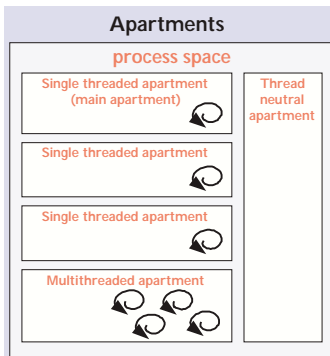 Apartments
process space
Single threaded apartment
(main apartment)
Single threaded apartment
Single threaded apartment
Multithreaded apartment
Thread
neutral
apartment